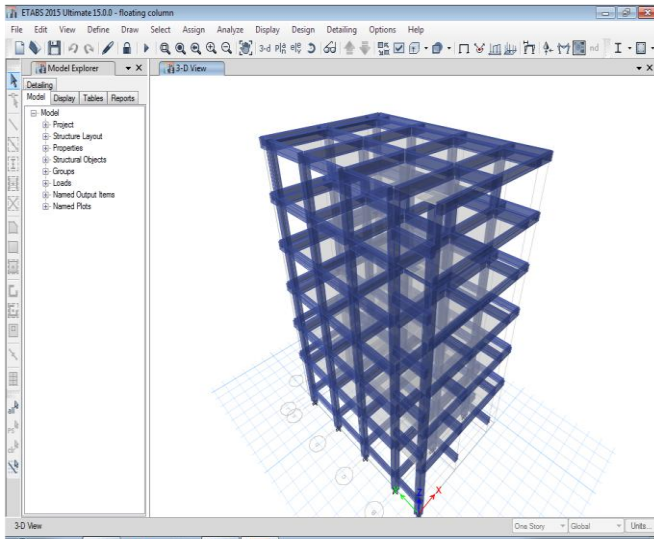 ETABS 2015 Ultimate 15.0.0 - floating column
File Edit View Define Draw Select Assign Analyze Display Design Detailing Options Help
3-d
nd
Model Explorer
3-D View
Detailing
Model Display Tables Reports
Model
Project
Structure Layout
Properties
Structural Objects
Groups
Loads
Named Output Items
Named Plots
all
X
3-D View
One Story
Global
Units...